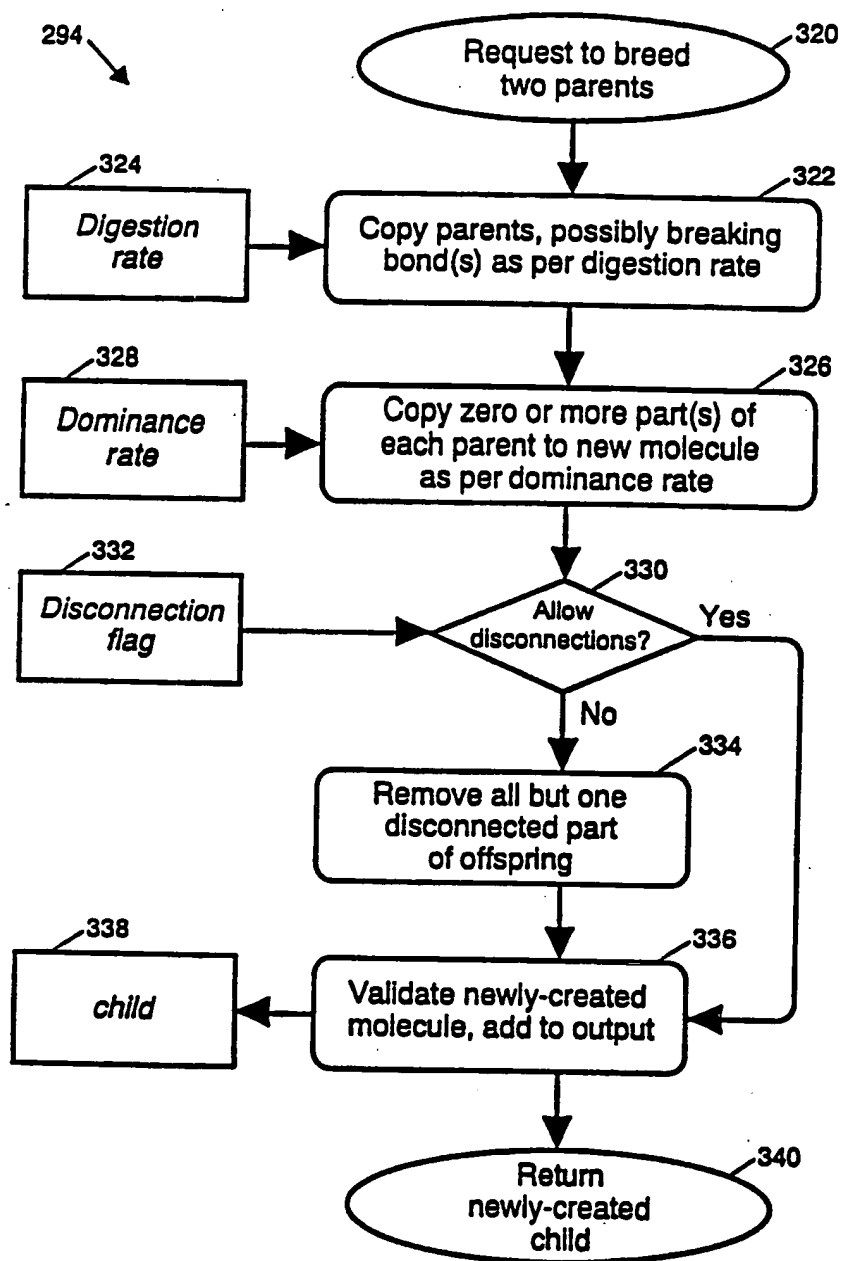 294
320
Request to breed
two parents
324
Digestion
rate
322
Copy parents, possibly breaking
bond(s) as per digestion rate
328
Dominance
rate
326
Copy zero or more part(s) of
each parent to new molecule
as per dominance rate
332
Disconnection
flag
330
Allow
disconnections?
Yes
No
334
Remove all but one
disconnected part
of offspring
338
child
336
Validate newly-created
molecule, add to output
340
Return
newly-created
child